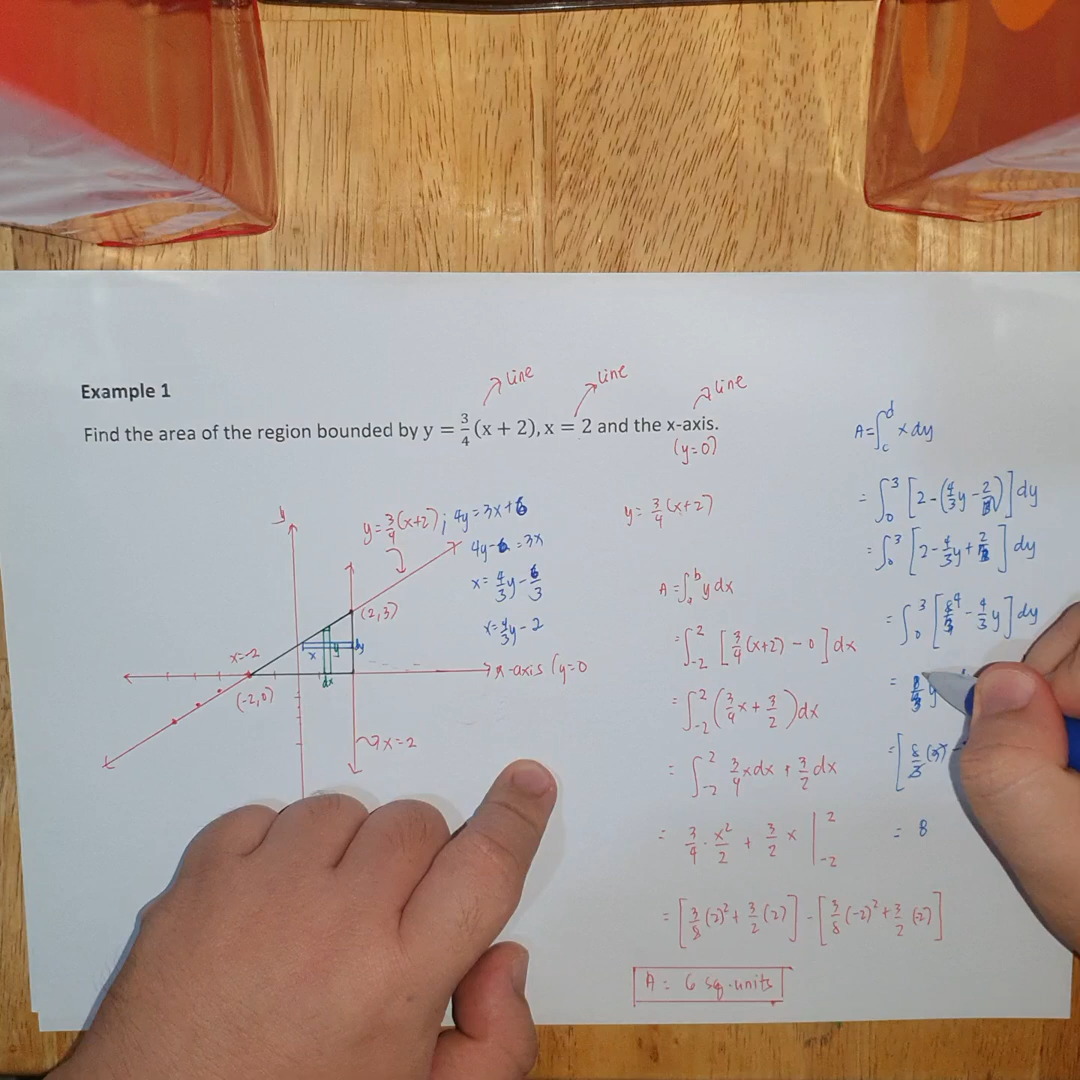 Example 1
line line line
Find the area of the region bounded by y = 3/4 (x + 2), x = 2 and the x-axis.
(y=0)
y
y = 3/4 (x+2) ; 4y = 3x + 6
4y - 6 = 3x
x = 4/3 y - 6/3
x = 4/3 y - 2
(2,3)
x=-2
(-2,0)
x y dy
dx
x-axis (y=0
x=2
y = 3/4 (x+2)
A = ∫ b y dx
= ∫_-2^2 [3/4 (x+2) - 0] dx
= ∫_-2^2 (3/4 x + 3/2) dx
= ∫_-2^2 3/4 x dx + 3/2 dx
= 3/4 · x²/2 + 3/2 x |_-2^2
= [3/8 (2)² + 3/2 (2)] - [3/8 (-2)² + 3/2 (-2)]
A = 6 sq. units
A = ∫_c^d x dy
= ∫_0^3 [2 - (4/3 y - 2)] dy
= ∫_0^3 [2 - 4/3 y + 2] dy
= ∫_0^3 [4 - 4/3 y] dy
= y
= [8/3 (3) -
= 8